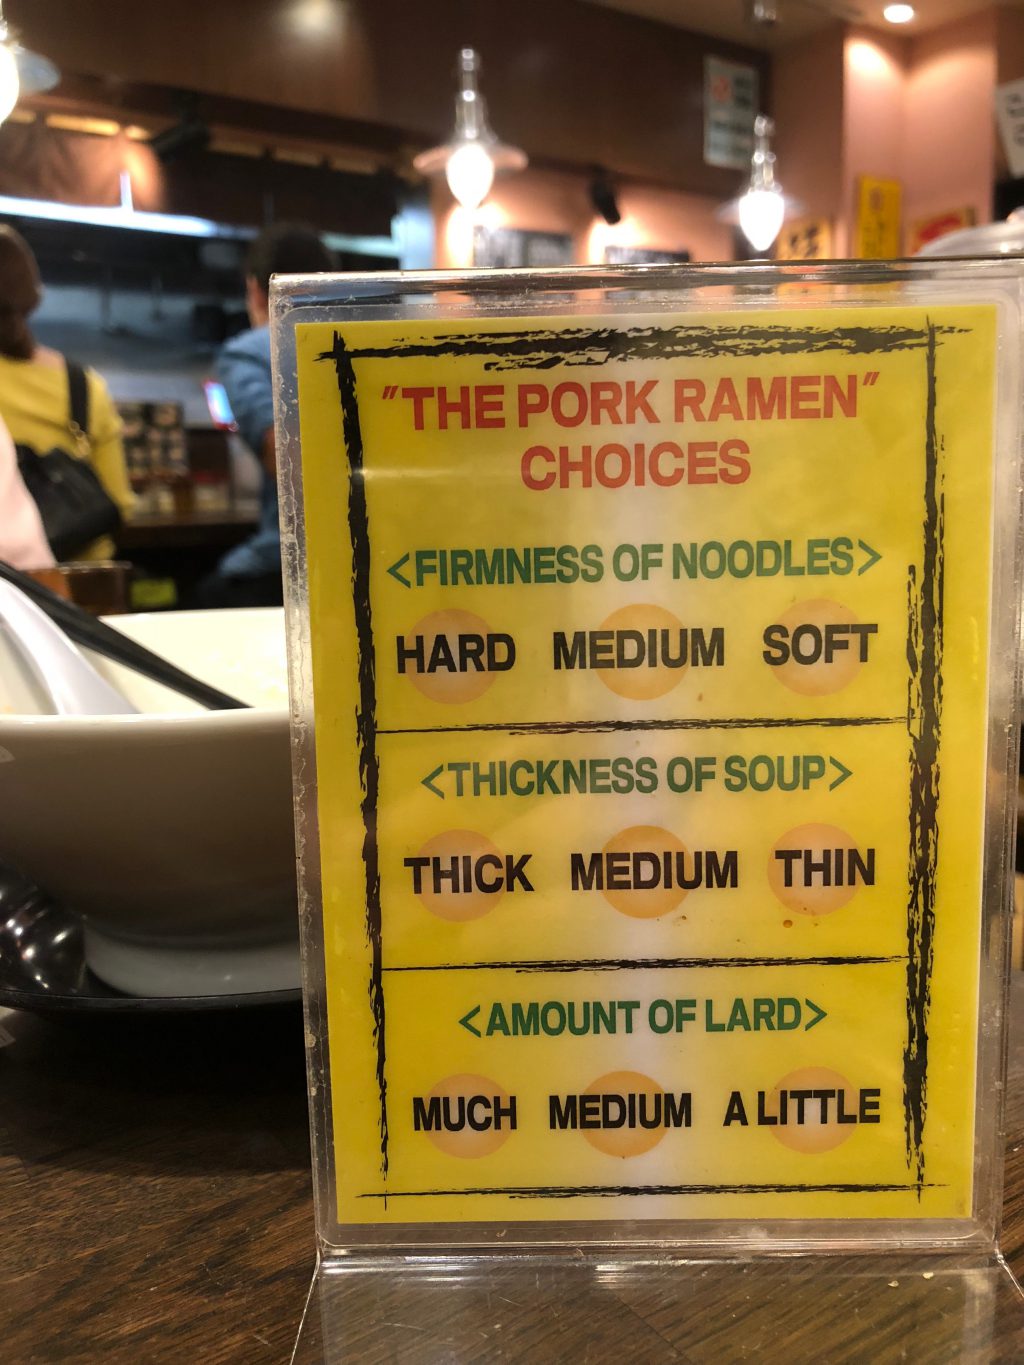 "THE PORK RAMEN"
CHOICES
<FIRMNESS OF NOODLES>
HARD MEDIUM SOFT
<THICKNESS OF SOUP>
THICK MEDIUM THIN
<AMOUNT OF LARD>
MUCH MEDIUM A LITTLE